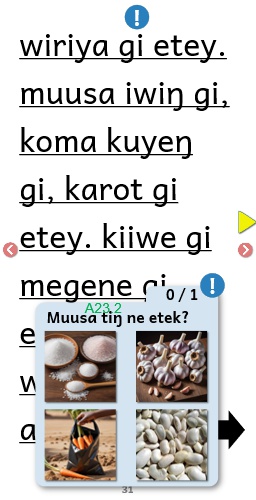 wiriya gi etey.
muusa iwiŋ gi,
koma kuyeŋ
gi, karot gi
etey. kiiwe gi
megene gi
0 / 1
A23.2
Muusa tiŋ ne etek?
31